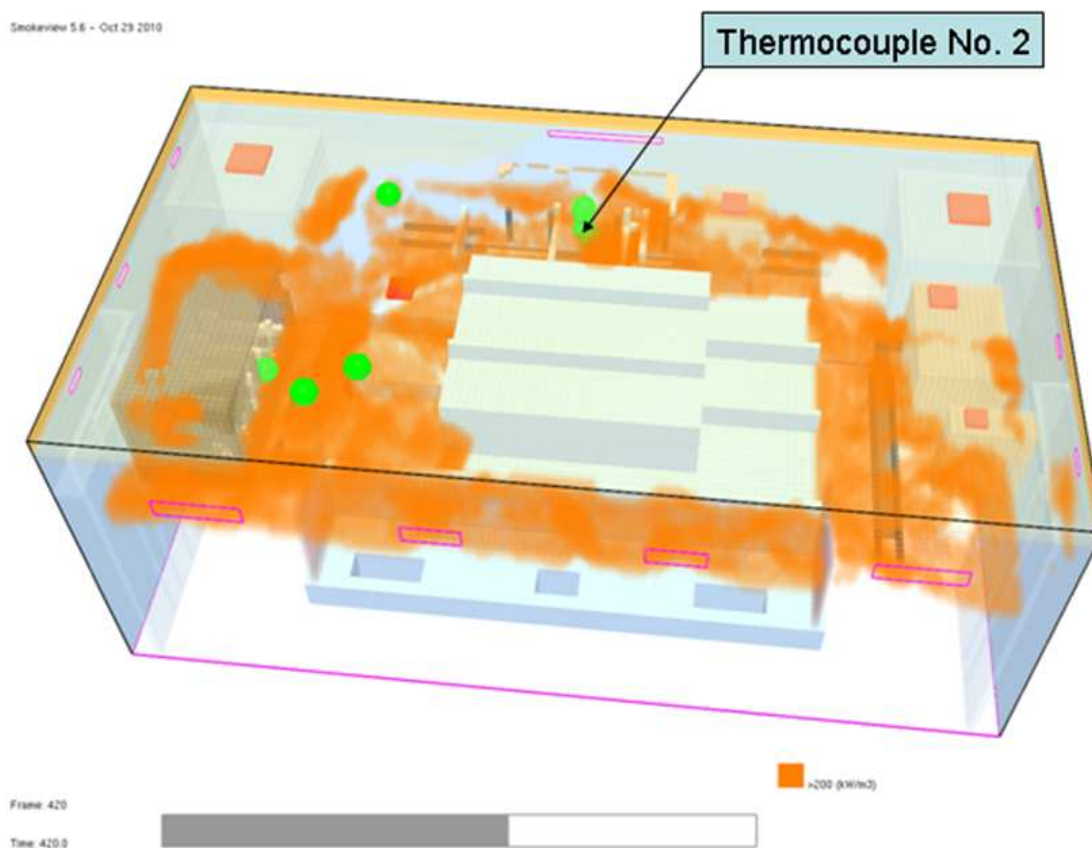 Smokeview 5.6 - Oct 29 2010
Thermocouple No. 2
>200 (kW/m3)
Frame: 420
Time: 420.0